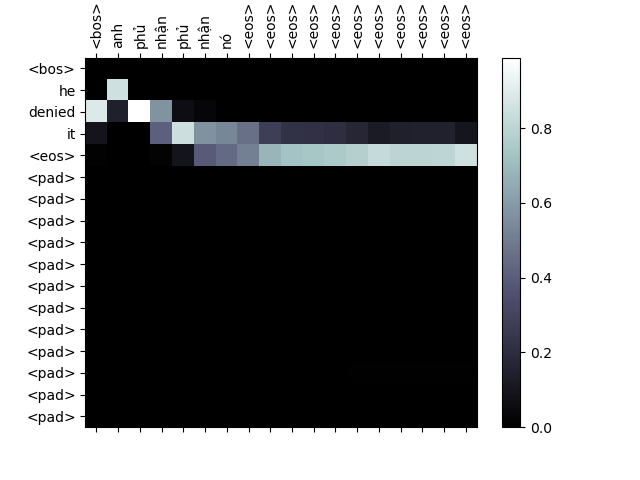 <bos> anh phủ nhận phủ nhận nó <eos> <eos> <eos> <eos> <eos> <eos> <eos> <eos> <eos> <eos> <eos>
<bos>
he
denied
it
<eos>
<pad>
<pad>
<pad>
<pad>
<pad>
<pad>
<pad>
<pad>
<pad>
<pad>
<pad>
<pad>
0.8
0.6
0.4
0.2
0.0